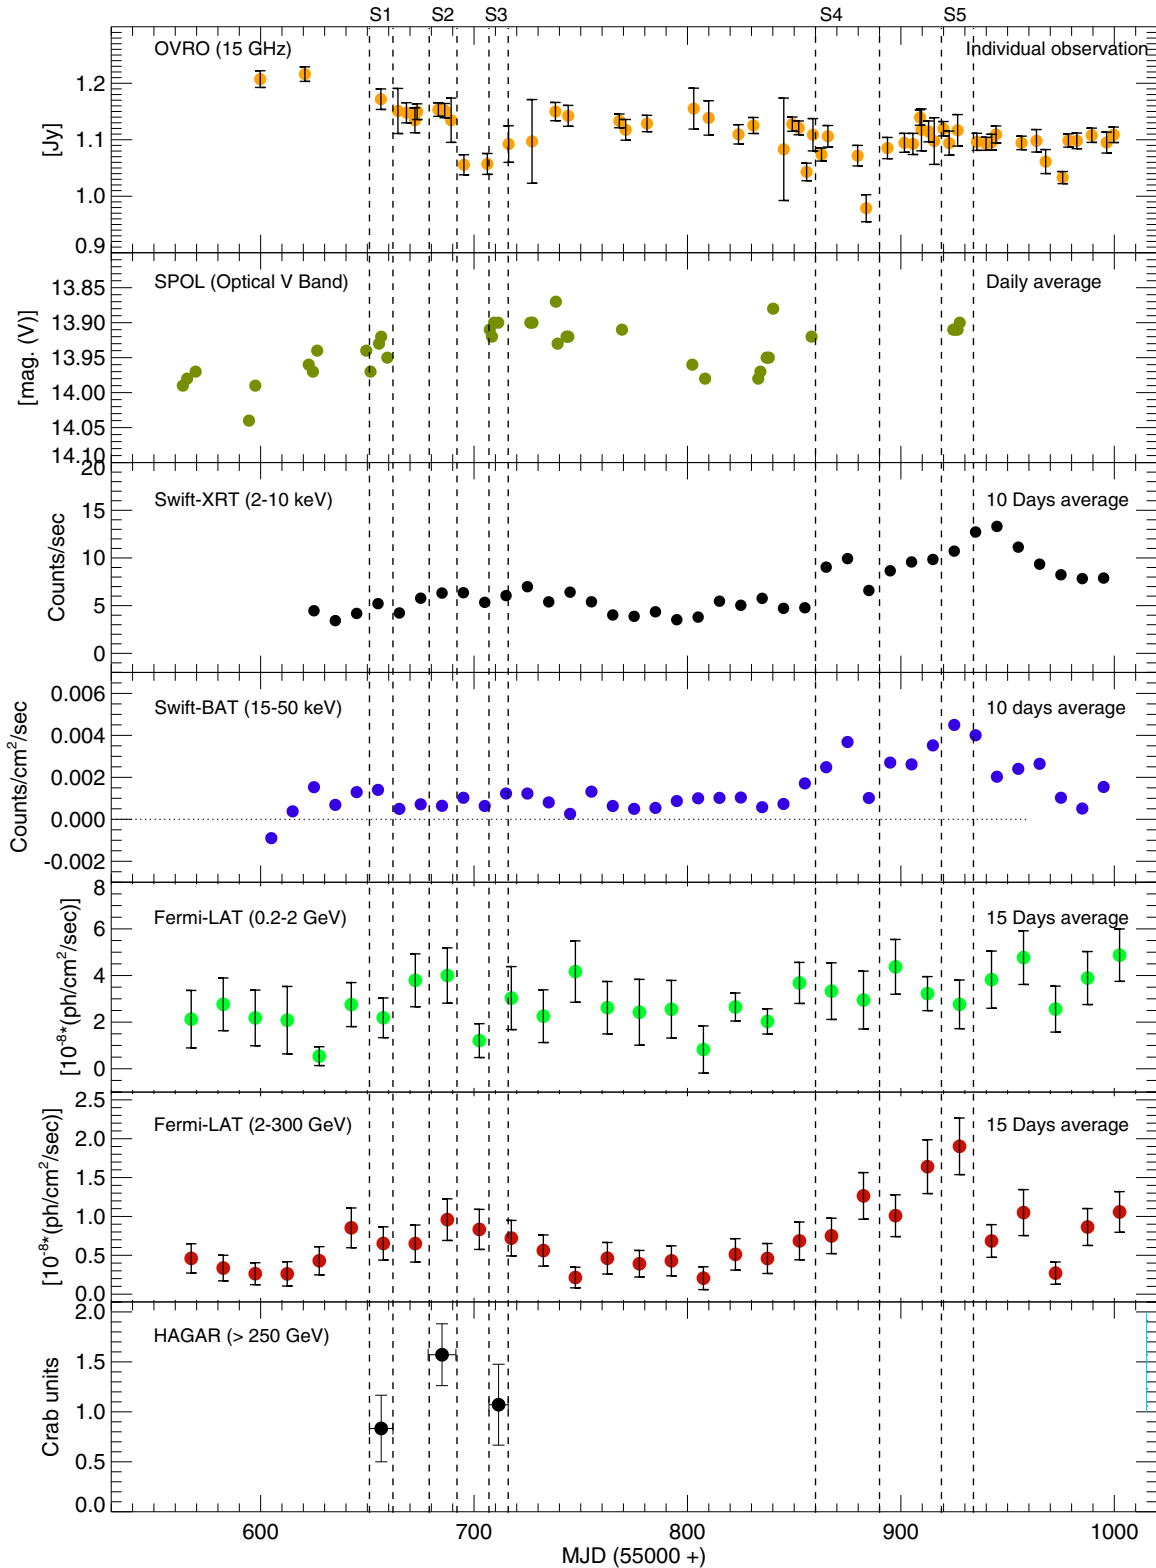 S1 S2 S3 S4 S5
OVRO (15 GHz) Individual observation
[Jy]
1.2
1.1
1.0
0.9
SPOL (Optical V Band) Daily average
[mag. (V)]
13.85
13.90
13.95
14.00
14.05
14.10
Swift-XRT (2-10 keV) 10 Days average
Counts/sec
20
15
10
5
0
Swift-BAT (15-50 keV) 10 days average
Counts/cm²/sec
0.006
0.004
0.002
0.000
-0.002
Fermi-LAT (0.2-2 GeV) 15 Days average
[10⁻⁸*(ph/cm²/sec)]
8
6
4
2
0
Fermi-LAT (2-300 GeV) 15 Days average
[10⁻⁸*(ph/cm²/sec)]
2.5
2.0
1.5
1.0
0.5
0.0
HAGAR (> 250 GeV)
Crab units
2.0
1.5
1.0
0.5
0.0
600 700 800 900 1000
MJD (55000 +)